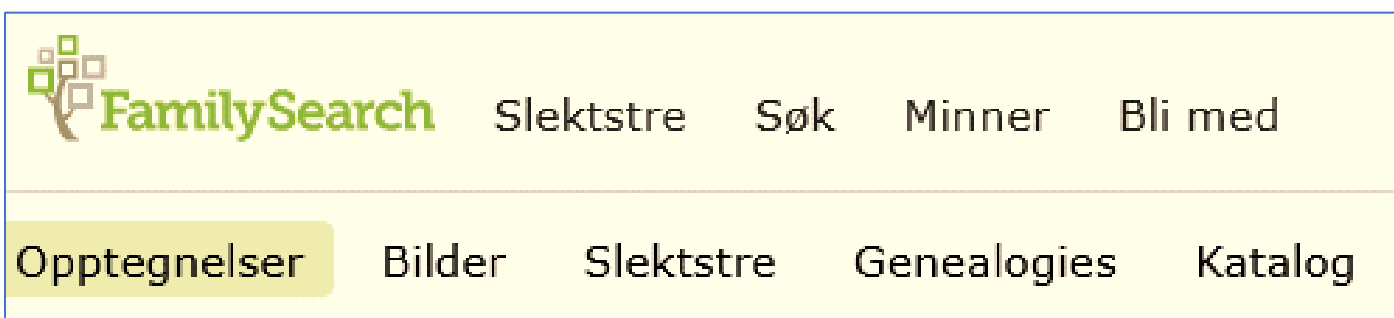 FamilySearch Slektstre Søk Minner Bli med
Opptegnelser Bilder Slektstre Genealogies Katalog